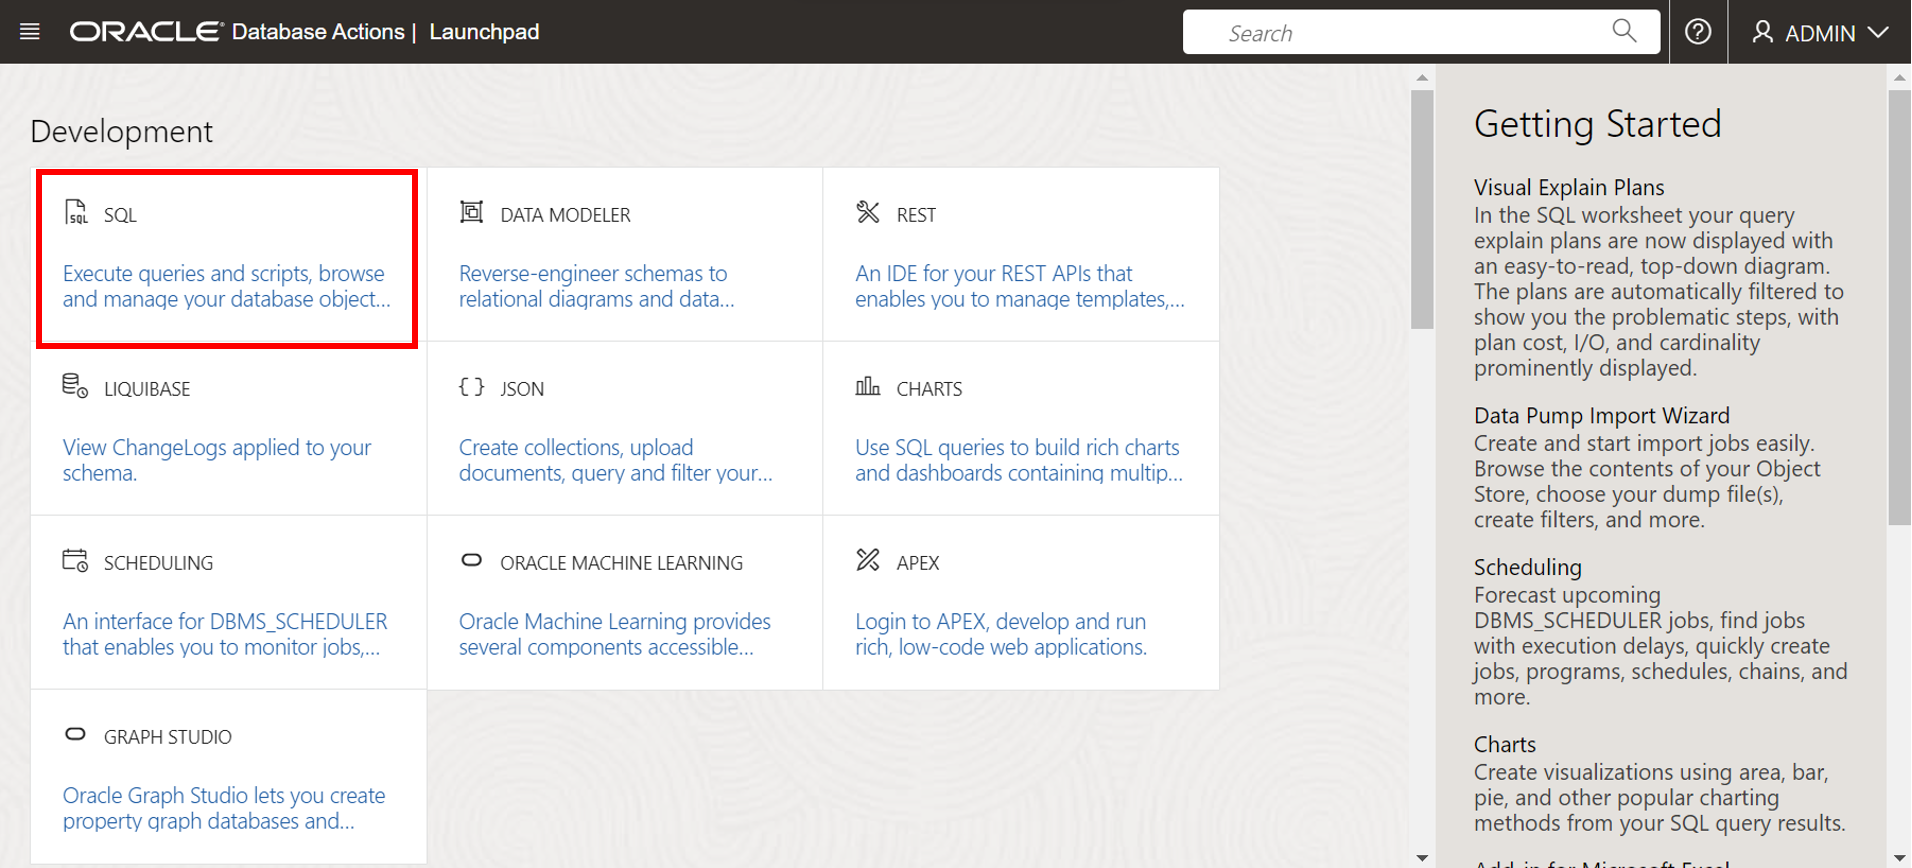 ORACLE Database Actions | Launchpad
Search
ADMIN
Development
SQL
Execute queries and scripts, browse
and manage your database object...
DATA MODELER
Reverse-engineer schemas to
relational diagrams and data...
REST
An IDE for your REST APIs that
enables you to manage templates,...
LIQUIBASE
View ChangeLogs applied to your
schema.
JSON
Create collections, upload
documents, query and filter your...
CHARTS
Use SQL queries to build rich charts
and dashboards containing multip...
SCHEDULING
An interface for DBMS_SCHEDULER
that enables you to monitor jobs,...
ORACLE MACHINE LEARNING
Oracle Machine Learning provides
several components accessible...
APEX
Login to APEX, develop and run
rich, low-code web applications.
GRAPH STUDIO
Oracle Graph Studio lets you create
property graph databases and...
Getting Started
Visual Explain Plans
In the SQL worksheet your query
explain plans are now displayed with
an easy-to-read, top-down diagram.
The plans are automatically filtered to
show you the problematic steps, with
plan cost, I/O, and cardinality
prominently displayed.
Data Pump Import Wizard
Create and start import jobs easily.
Browse the contents of your Object
Store, choose your dump file(s),
create filters, and more.
Scheduling
Forecast upcoming
DBMS_SCHEDULER jobs, find jobs
with execution delays, quickly create
jobs, programs, schedules, chains, and
more.
Charts
Create visualizations using area, bar,
pie, and other popular charting
methods from your SQL query results.
Add-in for Microsoft Excel